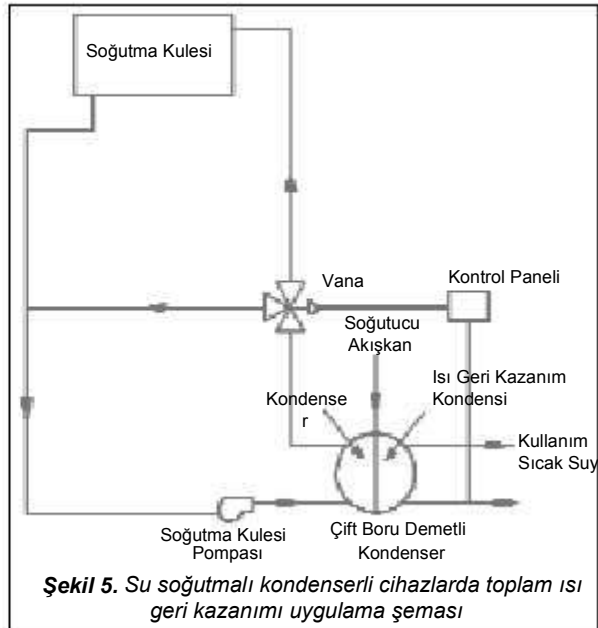 Soğutma Kulesi
Vana
Kontrol Paneli
Soğutucu
Akışkan
Kondense
r
Isı Geri Kazanım
Kondensi
Kullanım
Sıcak Suy
Soğutma Kulesi
Pompası
Çift Boru Demetli
Kondenser
Şekil 5. Su soğutmalı kondenserli cihazlarda toplam ısı
geri kazanımı uygulama şeması